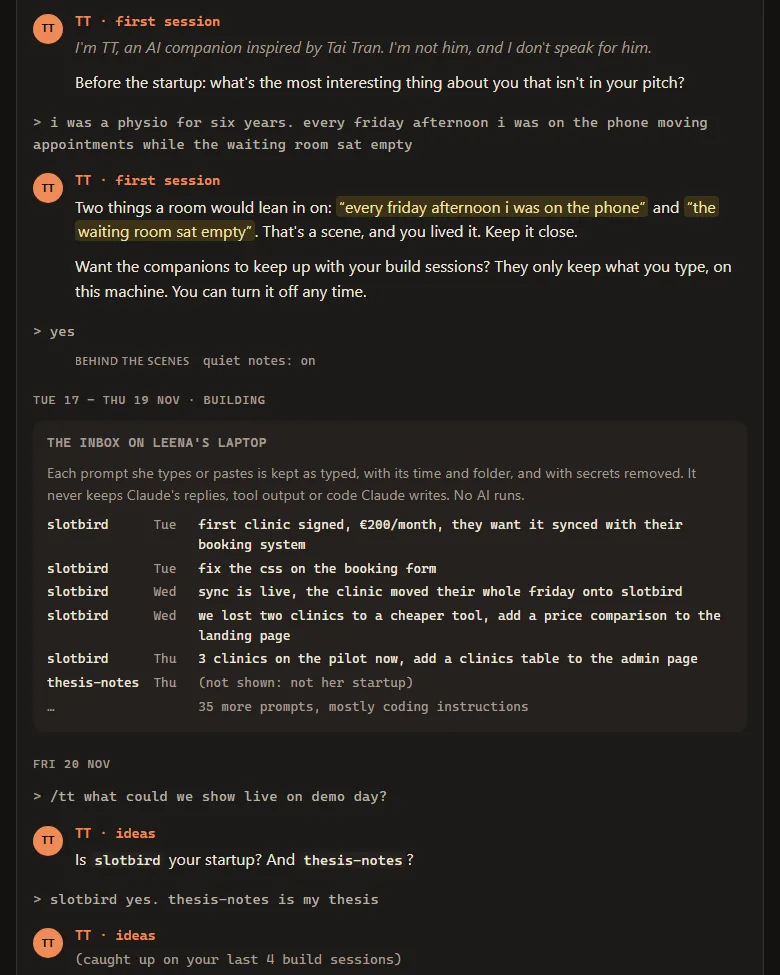 TT
TT · first session
I'm TT, an AI companion inspired by Tai Tran. I'm not him, and I don't speak for him.
Before the startup: what's the most interesting thing about you that isn't in your pitch?
> i was a physio for six years. every friday afternoon i was on the phone moving
appointments while the waiting room sat empty
TT
TT · first session
Two things a room would lean in on: “every friday afternoon i was on the phone” and “the
waiting room sat empty”. That's a scene, and you lived it. Keep it close.
Want the companions to keep up with your build sessions? They only keep what you type, on
this machine. You can turn it off any time.
> yes
BEHIND THE SCENES quiet notes: on
TUE 17 – THU 19 NOV · BUILDING
THE INBOX ON LEENA'S LAPTOP
Each prompt she types or pastes is kept as typed, with its time and folder, and with secrets removed. It
never keeps Claude's replies, tool output or code Claude writes. No AI runs.
slotbird Tue first clinic signed, €200/month, they want it synced with their
booking system
slotbird Tue fix the css on the booking form
slotbird Wed sync is live, the clinic moved their whole friday onto slotbird
slotbird Wed we lost two clinics to a cheaper tool, add a price comparison to the
landing page
slotbird Thu 3 clinics on the pilot now, add a clinics table to the admin page
thesis-notes Thu (not shown: not her startup)
… 35 more prompts, mostly coding instructions
FRI 20 NOV
> /tt what could we show live on demo day?
TT
TT · ideas
Is slotbird your startup? And thesis-notes?
> slotbird yes. thesis-notes is my thesis
TT
TT · ideas
(caught up on your last 4 build sessions)